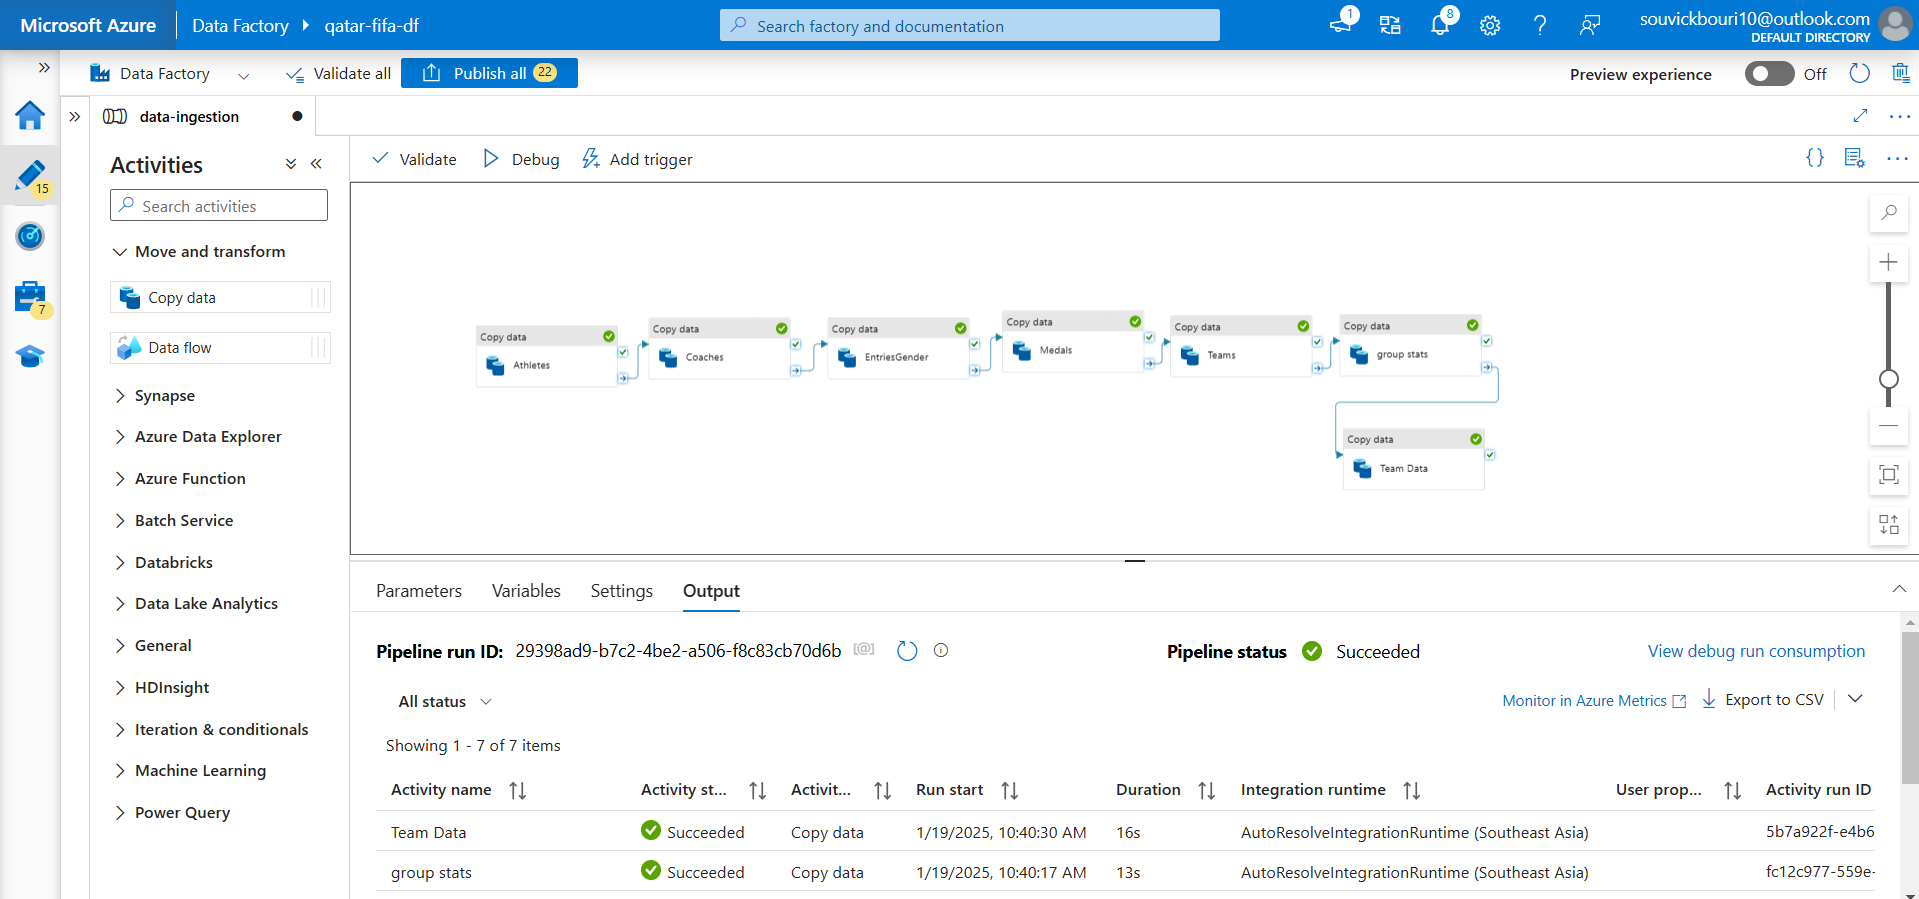 Microsoft Azure
Data Factory
qatar-fifa-df
Search factory and documentation
1
8
souvickbouri10@outlook.com
DEFAULT DIRECTORY
Data Factory
Validate all
Publish all
22
Preview experience
Off
data-ingestion
Activities
Validate
Debug
Add trigger
15
7
Search activities
Move and transform
Copy data
Data flow
Synapse
Azure Data Explorer
Azure Function
Batch Service
Databricks
Data Lake Analytics
General
HDInsight
Iteration & conditionals
Machine Learning
Power Query
Copy data
Athletes
Copy data
Coaches
Copy data
EntriesGender
Copy data
Medals
Copy data
Teams
Copy data
group stats
Copy data
Team Data
Parameters Variables Settings Output
Pipeline run ID: 29398ad9-b7c2-4be2-a506-f8c83cb70d6b [@]
Pipeline status Succeeded
View debug run consumption
All status
Monitor in Azure Metrics
Export to CSV
Showing 1 - 7 of 7 items
Activity name Activity st... Activit... Run start Duration Integration runtime User prop... Activity run ID
Team Data Succeeded Copy data 1/19/2025, 10:40:30 AM 16s AutoResolveIntegrationRuntime (Southeast Asia) 5b7a922f-e4b6
group stats Succeeded Copy data 1/19/2025, 10:40:17 AM 13s AutoResolveIntegrationRuntime (Southeast Asia) fc12c977-559e-